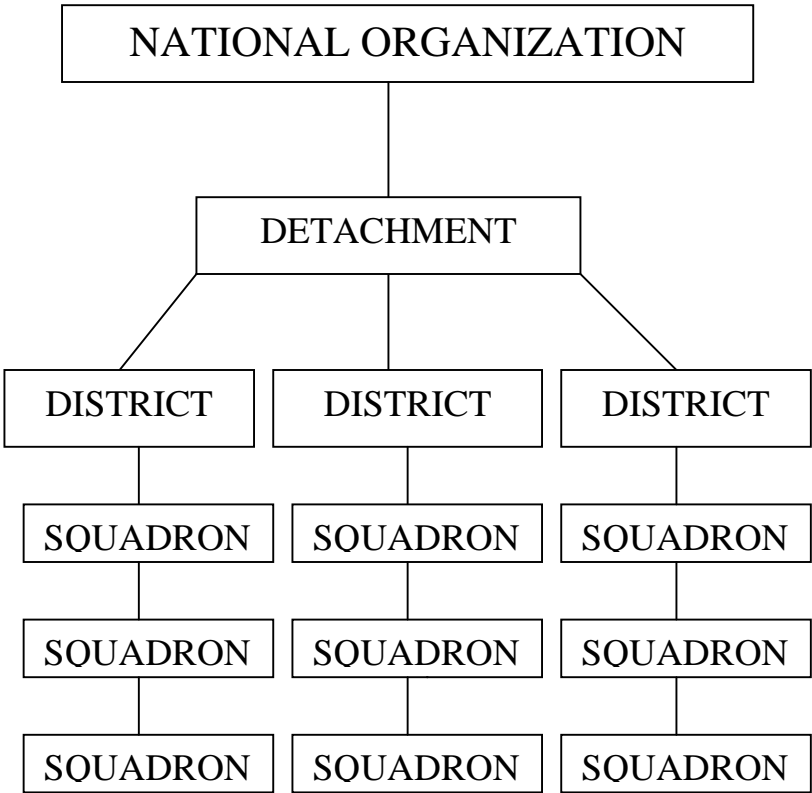 NATIONAL ORGANIZATION
DETACHMENT
DISTRICT DISTRICT DISTRICT
SQUADRON SQUADRON SQUADRON
SQUADRON SQUADRON SQUADRON
SQUADRON SQUADRON SQUADRON